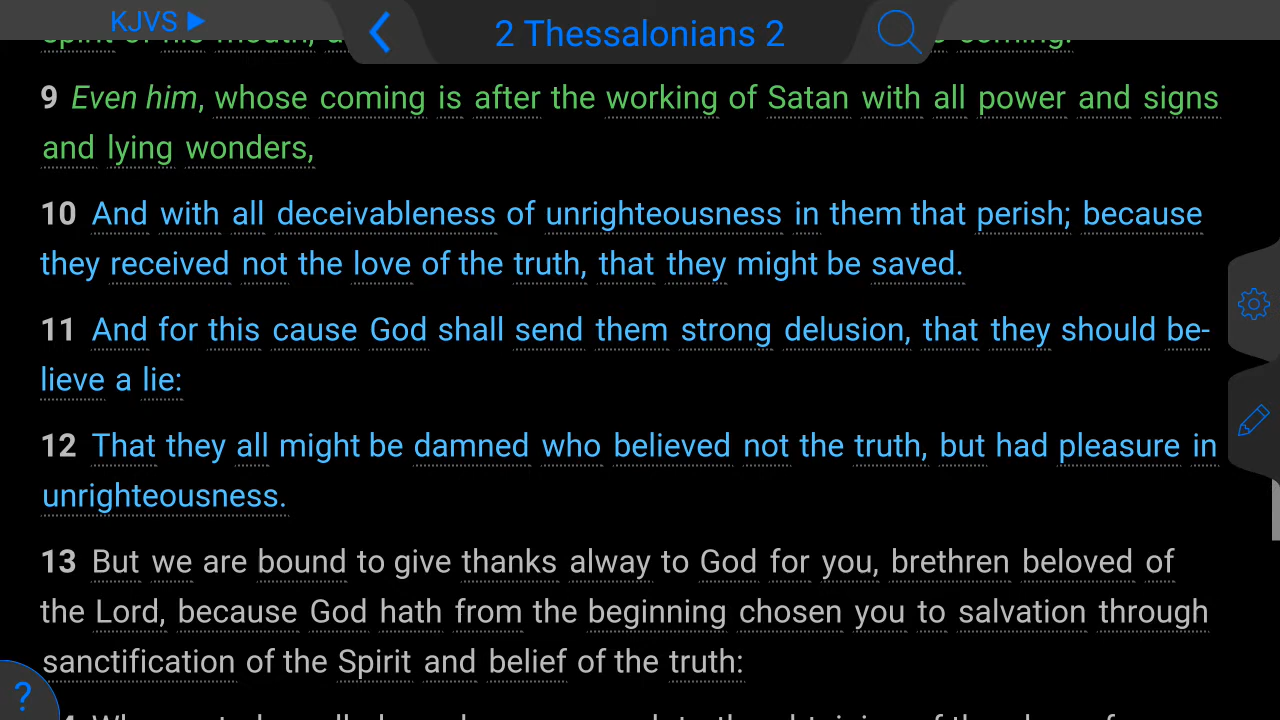 KJVS ▶
2 Thessalonians 2
spirit of his mouth, coming:
9 Even him, whose coming is after the working of Satan with all power and signs
and lying wonders,
10 And with all deceivableness of unrighteousness in them that perish; because
they received not the love of the truth, that they might be saved.
11 And for this cause God shall send them strong delusion, that they should be-
lieve a lie:
12 That they all might be damned who believed not the truth, but had pleasure in
unrighteousness.
13 But we are bound to give thanks alway to God for you, brethren beloved of
the Lord, because God hath from the beginning chosen you to salvation through
sanctification of the Spirit and belief of the truth:
?